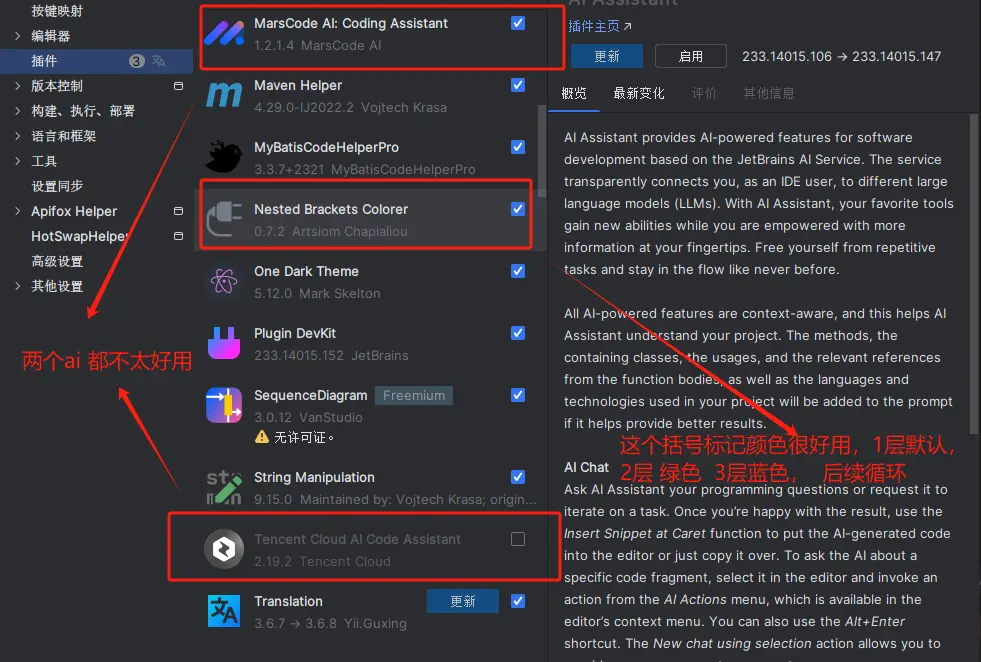 按键映射
编辑器
插件
3
版本控制
构建、执行、部署
语言和框架
工具
设置同步
Apifox Helper
HotSwapHelper
高级设置
其他设置
两个ai 都不太好用
MarsCode AI: Coding Assistant
1.2.1.4 MarsCode AI
Maven Helper
4.29.0-IJ2022.2 Vojtech Krasa
MyBatisCodeHelperPro
3.3.7+2321 MyBatisCodeHelperPro
Nested Brackets Colorer
0.7.2 Artsiom Chapialiou
One Dark Theme
5.12.0 Mark Skelton
Plugin DevKit
233.14015.152 JetBrains
SequenceDiagram Freemium
3.0.12 VanStudio
无许可证。
String Manipulation
9.15.0 Maintained by: Vojtech Krasa; origin...
Tencent Cloud AI Code Assistant
2.19.2 Tencent Cloud
Translation 更新
3.6.7 → 3.6.8 Yii.Guxing
AI Assistant
插件主页↗
更新 启用 233.14015.106 → 233.14015.147
概览 最新变化 评价 其他信息
AI Assistant provides AI-powered features for software
development based on the JetBrains AI Service. The service
transparently connects you, as an IDE user, to different large
language models (LLMs). With AI Assistant, your favorite tools
gain new abilities while you are empowered with more
information at your fingertips. Free yourself from repetitive
tasks and stay in the flow like never before.
All AI-powered features are context-aware, and this helps AI
Assistant understand your project. The methods, the
containing classes, the usages, and the relevant references
from the function bodies, as well as the languages and
technologies used in your project will be added to the prompt
if it helps provide better results.
这个括号标记颜色很好用，1层默认，
2层 绿色 3层蓝色， 后续循环
AI Chat
Ask AI Assistant your programming questions or request it to
iterate on a task. Once you're happy with the result, use the
Insert Snippet at Caret function to put the AI-generated code
into the editor or just copy it over. To ask the AI about a
specific code fragment, select it in the editor and invoke an
action from the AI Actions menu, which is available in the
editor's context menu. You can also use the Alt+Enter
shortcut. The New chat using selection action allows you to